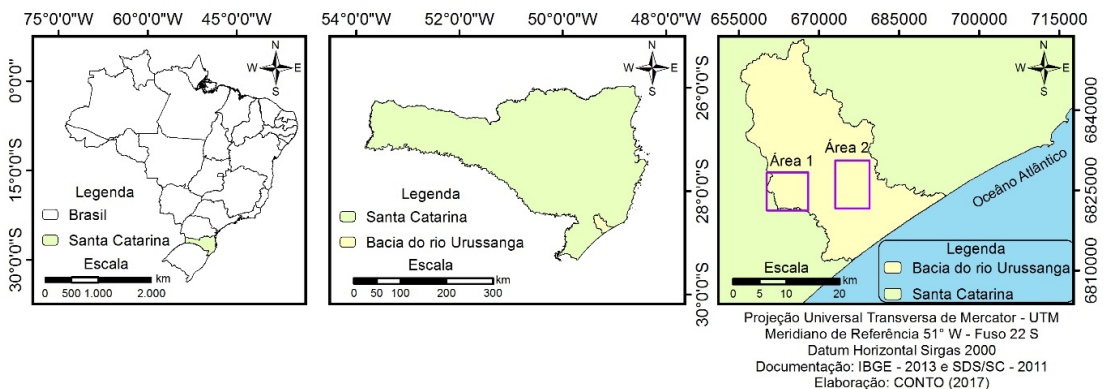 75°0'0"W 60°0'0"W 45°0'0"W
0°0'0"
15°0'0"S
30°0'0"S
N
W E
S
Legenda
Brasil
Santa Catarina
Escala
km
0 500 1.000 2.000
54°0'0"W 52°0'0"W 50°0'0"W 48°0'0"W
N
W E
S
Legenda
Santa Catarina
Bacia do rio Urussanga
Escala
km
0 50 100 200 300
26°0'0"S
28°0'0"S
30°0'0"S
655000 670000 685000 700000 715000
N
W E
S
Área 1
Área 2
Oceâno Atlântico
Legenda
Bacia do rio Urussanga
Santa Catarina
Escala
km
0 5 10 20
6840000
6825000
6810000
Projeção Universal Transversa de Mercator - UTM
Meridiano de Referência 51° W - Fuso 22 S
Datum Horizontal Sirgas 2000
Documentação: IBGE - 2013 e SDS/SC - 2011
Elaboração: CONTO (2017)